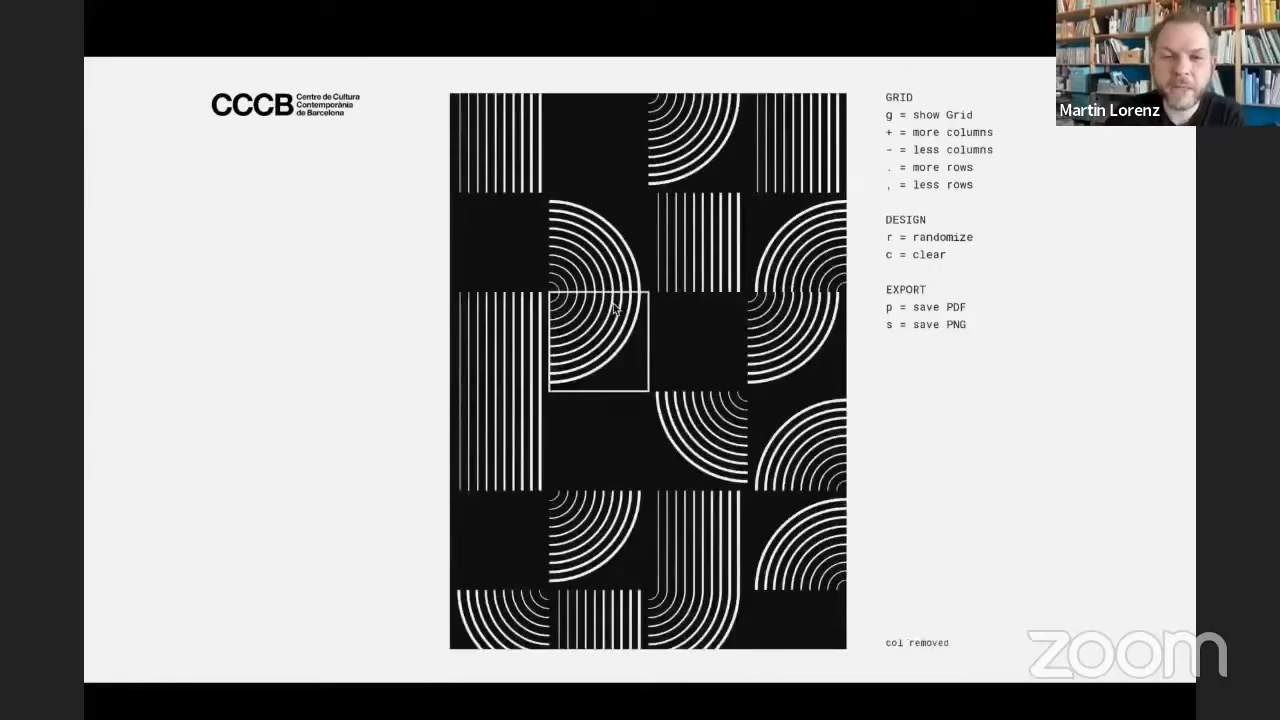 CCCB
Centre de Cultura
Contemporània
de Barcelona
GRID
g = show Grid
+ = more columns
- = less columns
. = more rows
, = less rows
DESIGN
r = randomize
c = clear
EXPORT
p = save PDF
s = save PNG
col removed
Martin Lorenz
zoom